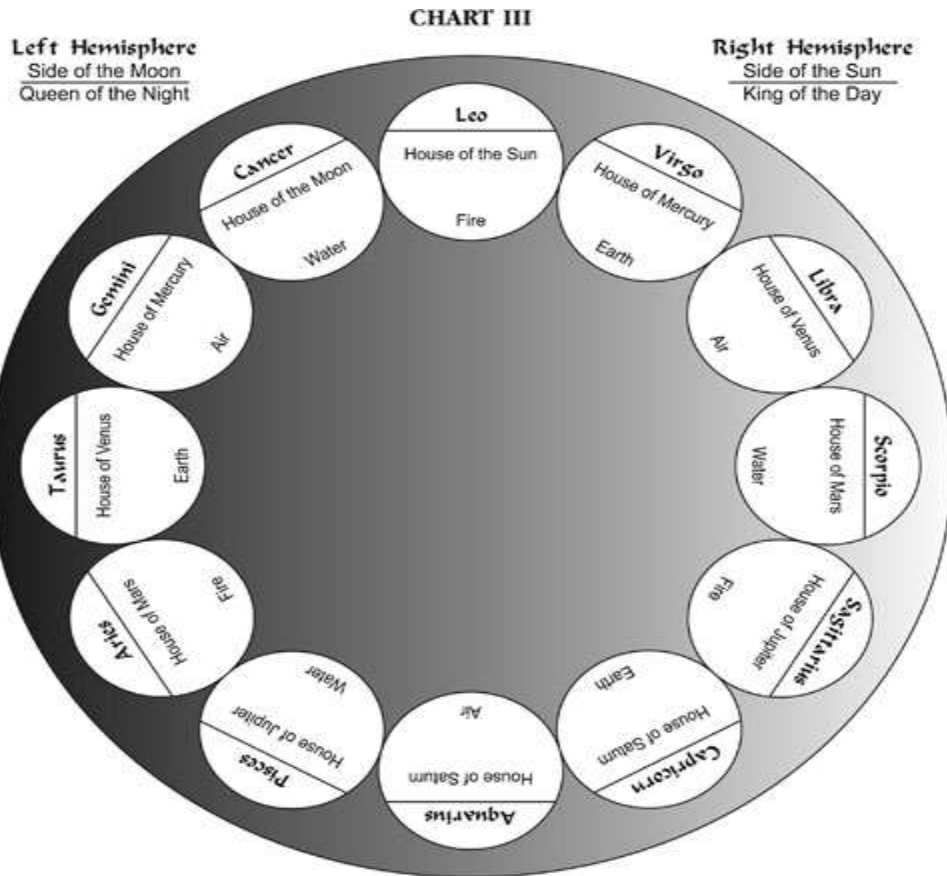 CHART III
Left Hemisphere
Side of the Moon
Queen of the Night
Right Hemisphere
Side of the Sun
King of the Day
Leo
House of the Sun
Fire
Virgo
House of Mercury
Earth
Libra
House of Venus
Air
Scorpio
House of Mars
Water
Sagittarius
House of Jupiter
Fire
Capricorn
House of Saturn
Earth
Aquarius
House of Saturn
Air
Pisces
House of Jupiter
Water
Aries
House of Mars
Fire
Taurus
House of Venus
Earth
Gemini
House of Mercury
Air
Cancer
House of the Moon
Water